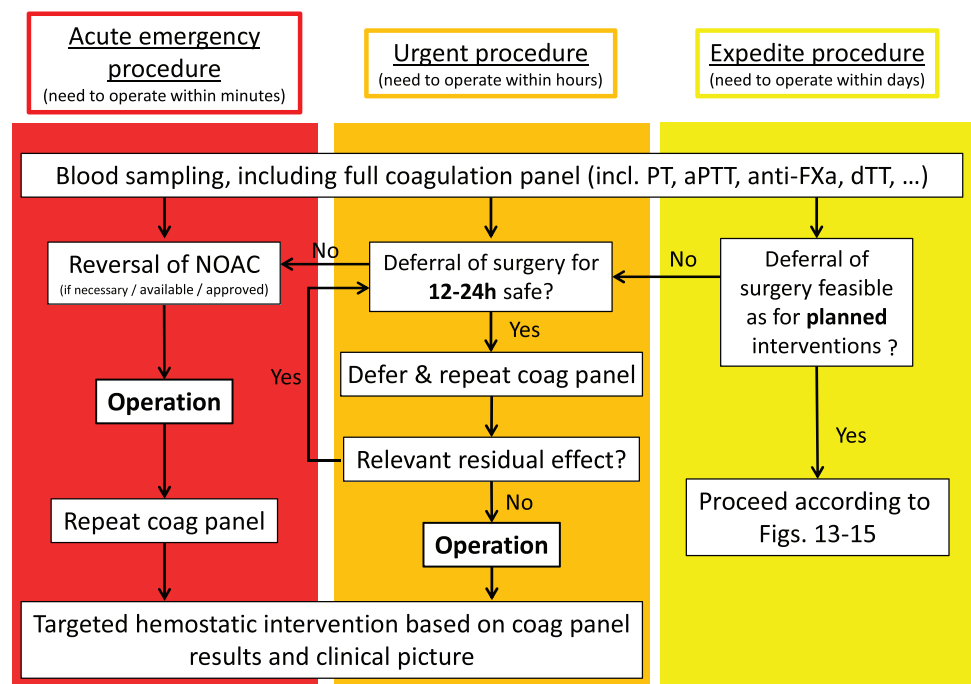 Acute emergency
procedure
(need to operate within minutes)
Urgent procedure
(need to operate within hours)
Expedite procedure
(need to operate within days)
Blood sampling, including full coagulation panel (incl. PT, aPTT, anti-FXa, dTT, ...)
Reversal of NOAC
(if necessary / available / approved)
No
Deferral of surgery for
12-24h safe?
No
Deferral of
surgery feasible
as for planned
interventions ?
Yes
Defer & repeat coag panel
Yes
Operation
Relevant residual effect?
Yes
No
Repeat coag panel
Operation
Proceed according to
Figs. 13-15
Targeted hemostatic intervention based on coag panel
results and clinical picture